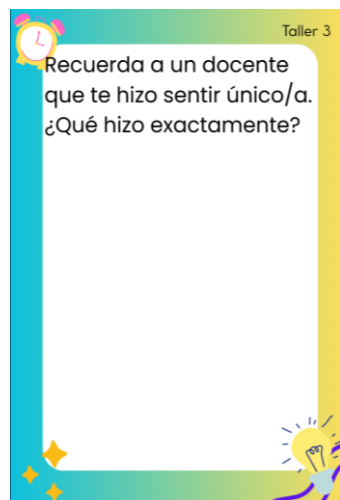 Taller 3
Recuerda a un docente
que te hizo sentir único/a.
¿Qué hizo exactamente?